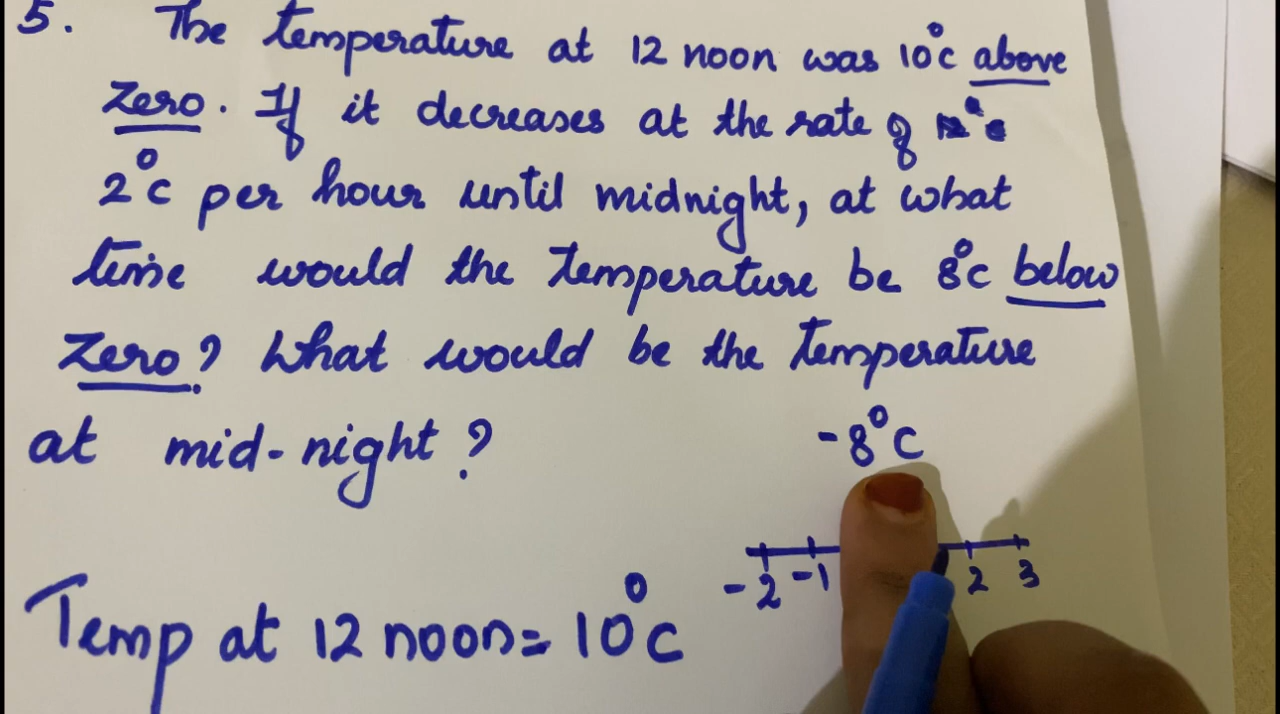 5. The temperature at 12 noon was 10°c above
Zero. If it decreases at the rate of
2°c per hour until midnight, at what
time would the temperature be 8°c below
Zero? What would be the temperature
at mid-night?
-8°C
-2 -1 2 3
Temp at 12 noon = 10°c